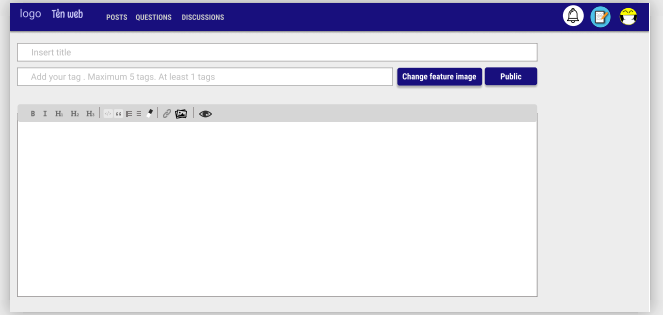 logo Tên web POSTS QUESTIONS DISCUSSIONS
Insert title
Add your tag . Maximum 5 tags. At least 1 tags Change feature image Public
B I H1 H2 H3 “